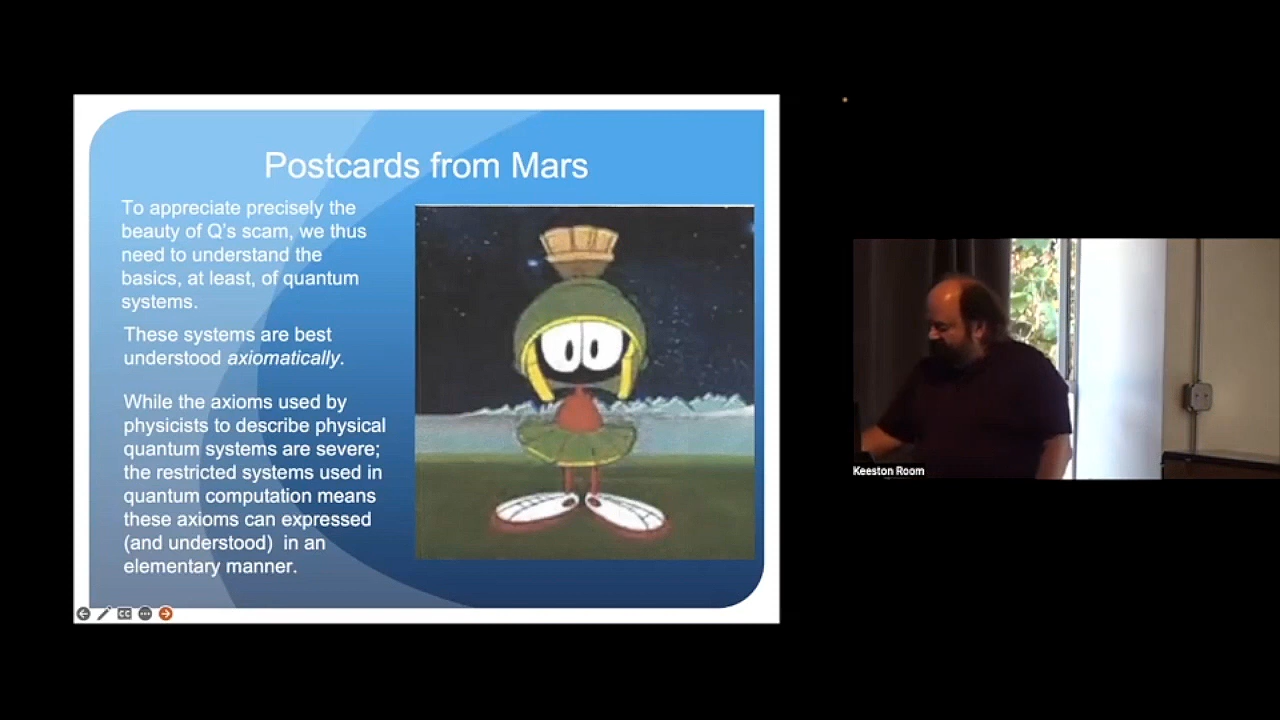 Postcards from Mars
To appreciate precisely the
beauty of Q's scam, we thus
need to understand the
basics, at least, of quantum
systems.
These systems are best
understood axiomatically.
While the axioms used by
physicists to describe physical
quantum systems are severe;
the restricted systems used in
quantum computation means
these axioms can expressed
(and understood)  in an
elementary manner.
CC
Keeston Room